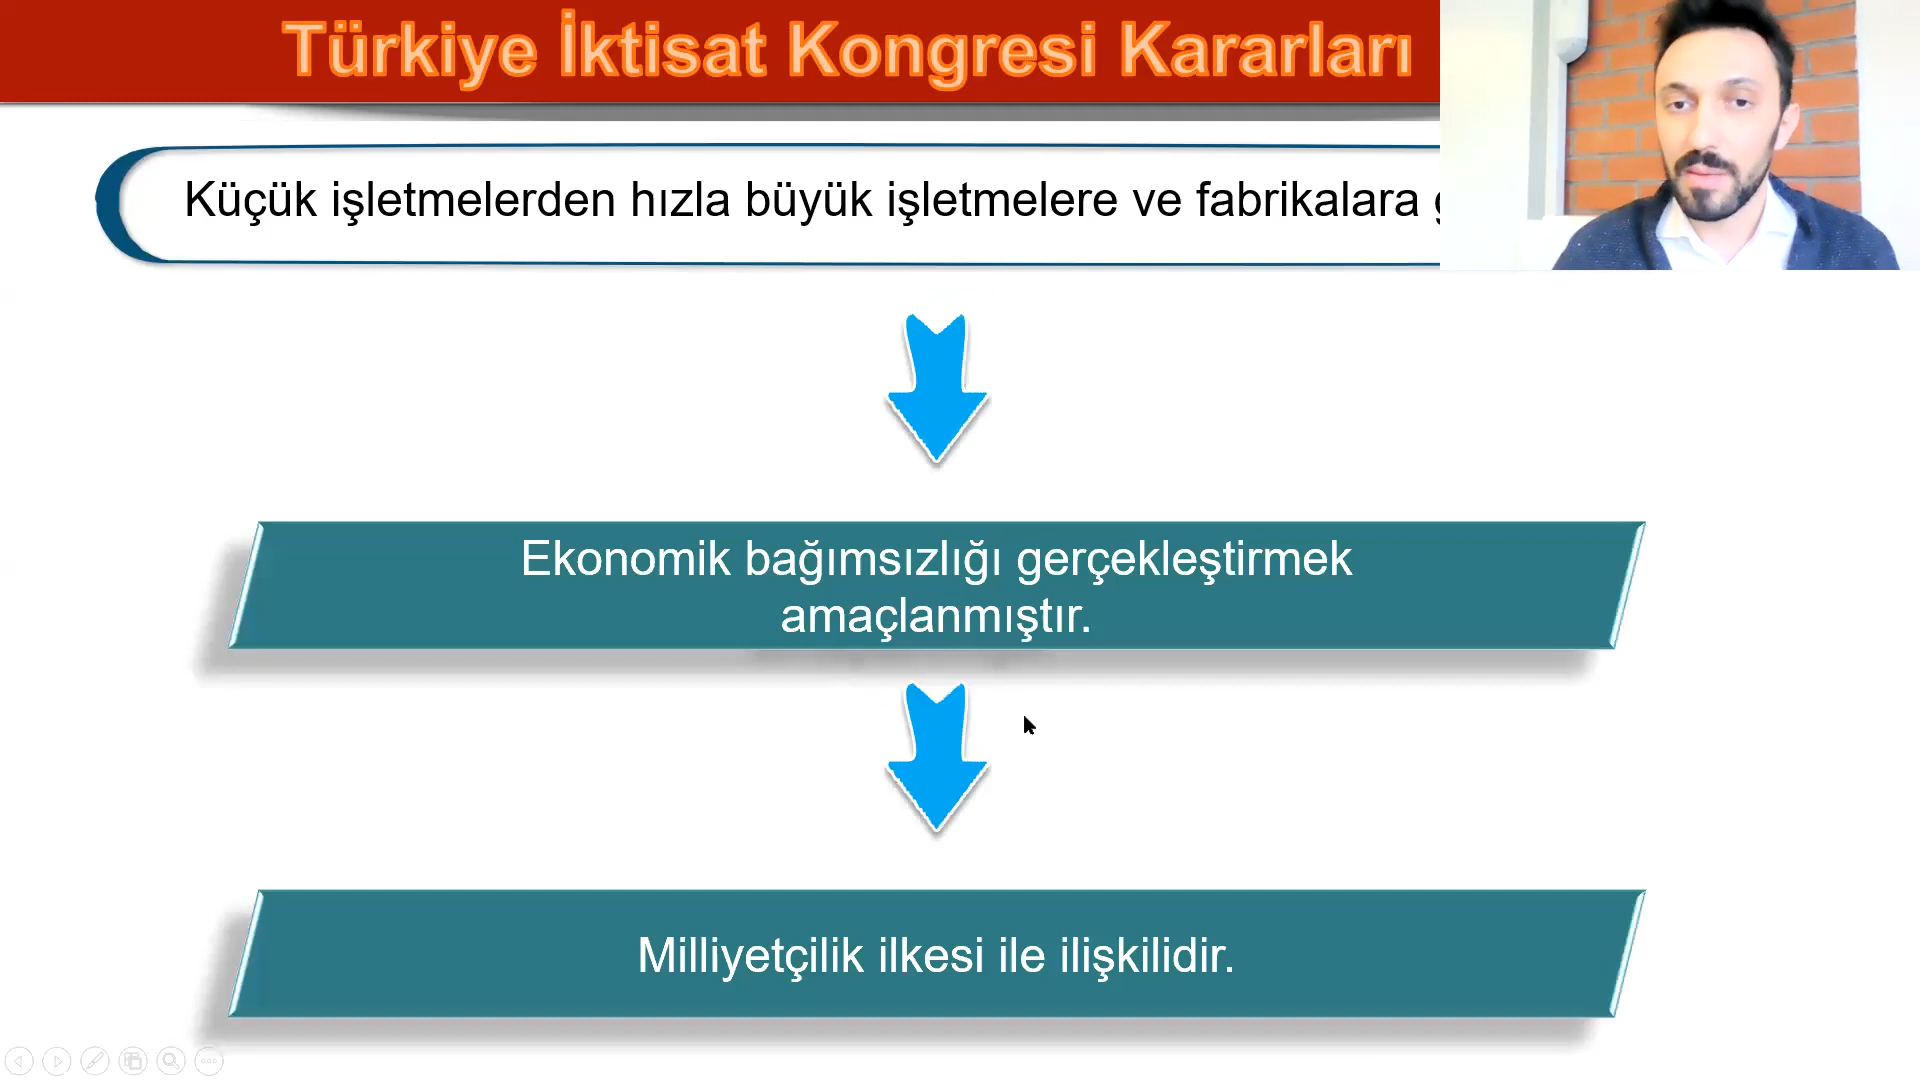 Türkiye İktisat Kongresi Kararları
Küçük işletmelerden hızla büyük işletmelere ve fabrikalara
Ekonomik bağımsızlığı gerçekleştirmek
amaçlanmıştır.
Milliyetçilik ilkesi ile ilişkilidir.